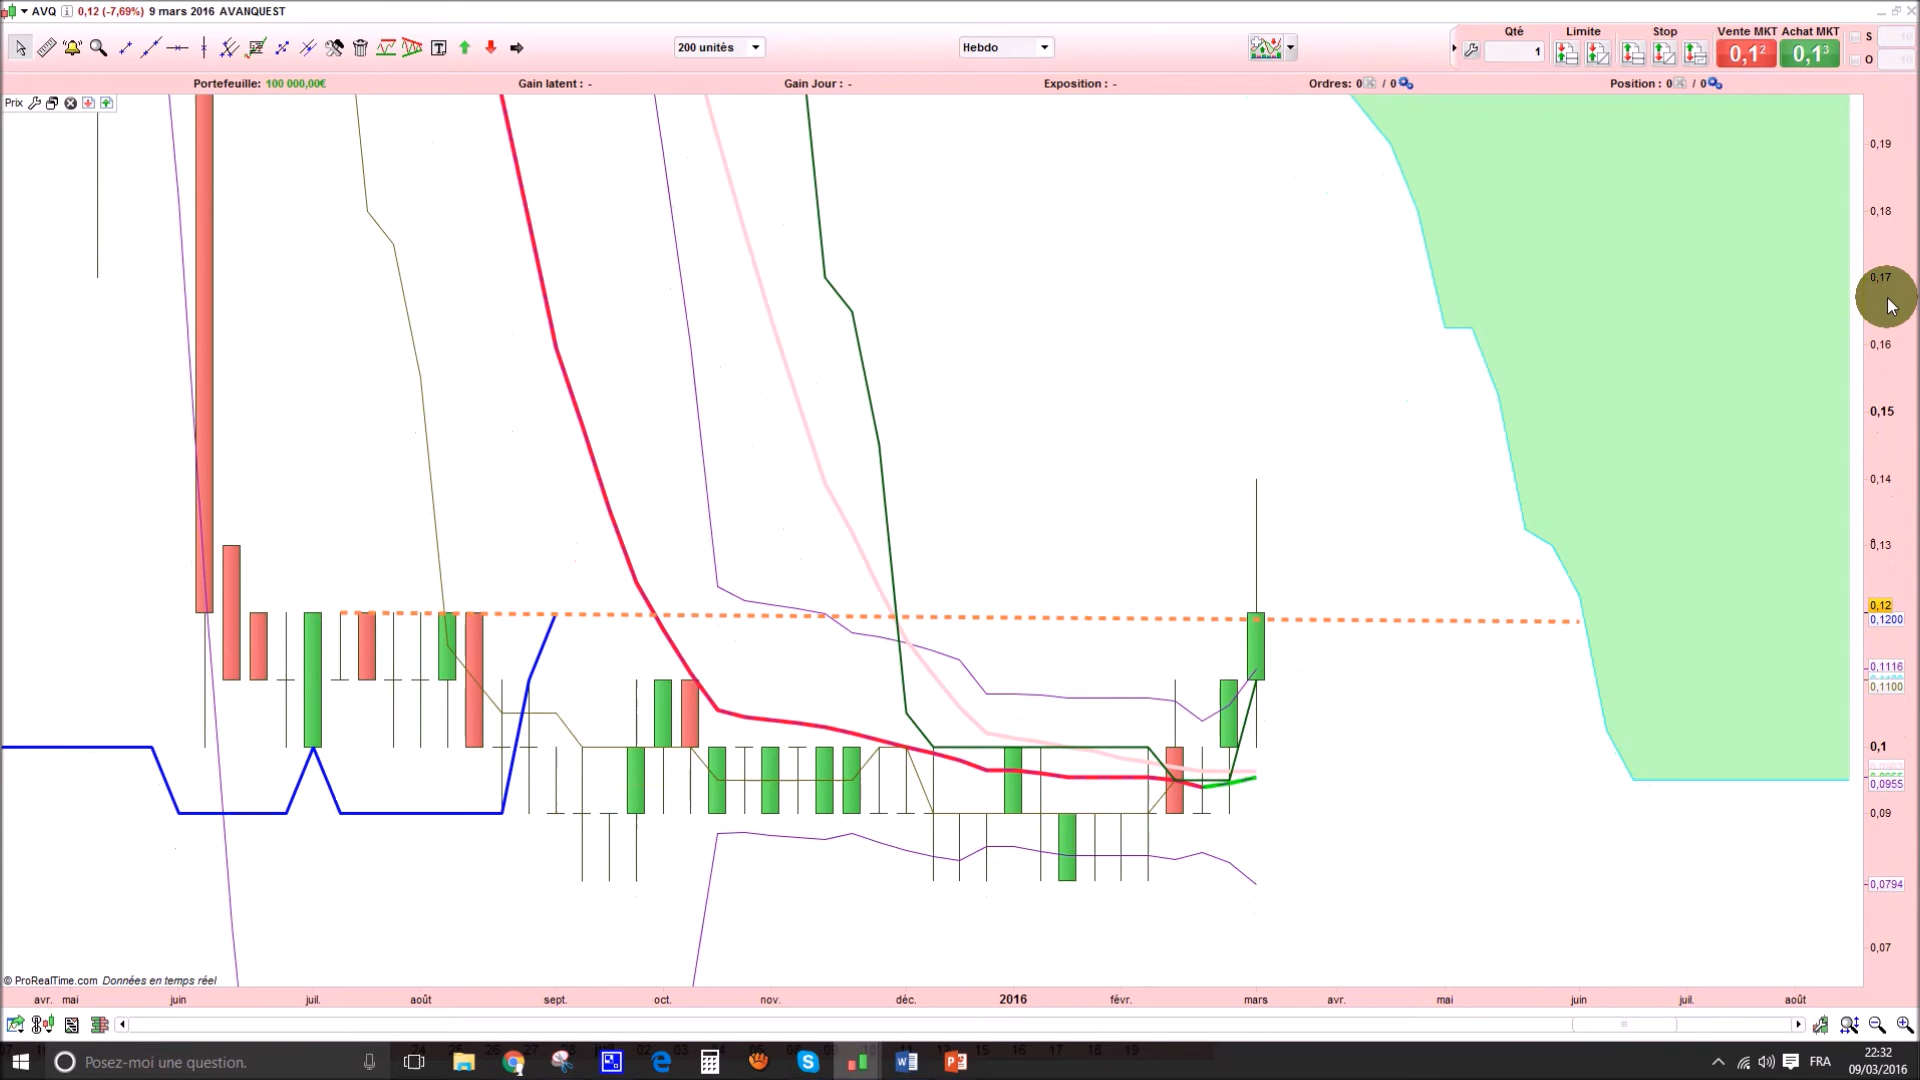 AVQ 0,12 (-7,69%) 9 mars 2016 AVANQUEST
200 unités
Hebdo
Qté
Limite
Stop
Vente MKT
Achat MKT
S
1
0,1²
0,1³
O
Portefeuille: 100 000,00€
Gain latent : -
Gain Jour : -
Exposition : -
Ordres: 0 / 0
Position : 0 / 0
Prix
0,19
0,18
0,17
0,16
0,15
0,14
0,13
0,12
0,1200
0,1116
0,1100
0,1
0,0955
0,09
0,0794
0,07
© ProRealTime.com Données en temps réel
avr. mai juin juil. août sept. oct. nov. déc. 2016 févr. mars avr. mai juin juil. août
Posez-moi une question.
FRA
22:32
09/03/2016